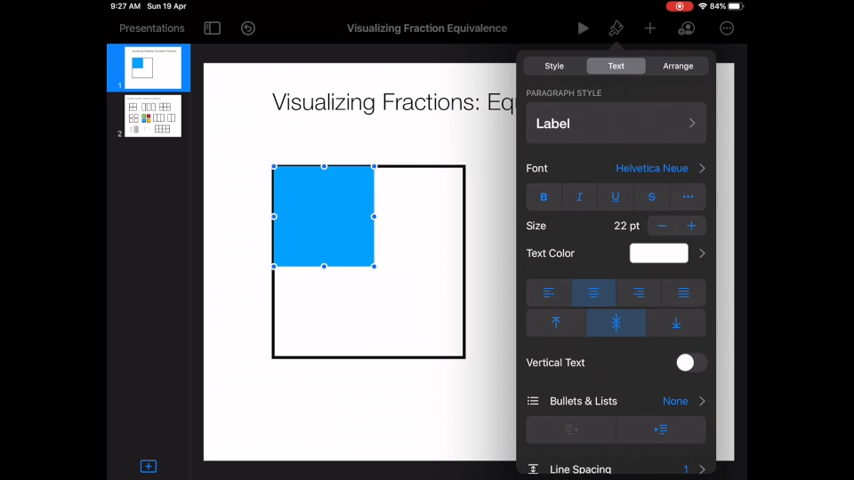 9:27 AM Sun 19 Apr
84%
Presentations
Visualizing Fraction Equivalence
Style
Text
Arrange
PARAGRAPH STYLE
Label
Visualizing Fractions: Eq
Font
Helvetica Neue
B I U S
Size
22 pt
Text Color
Vertical Text
Bullets & Lists
None
Line Spacing
1
1
2